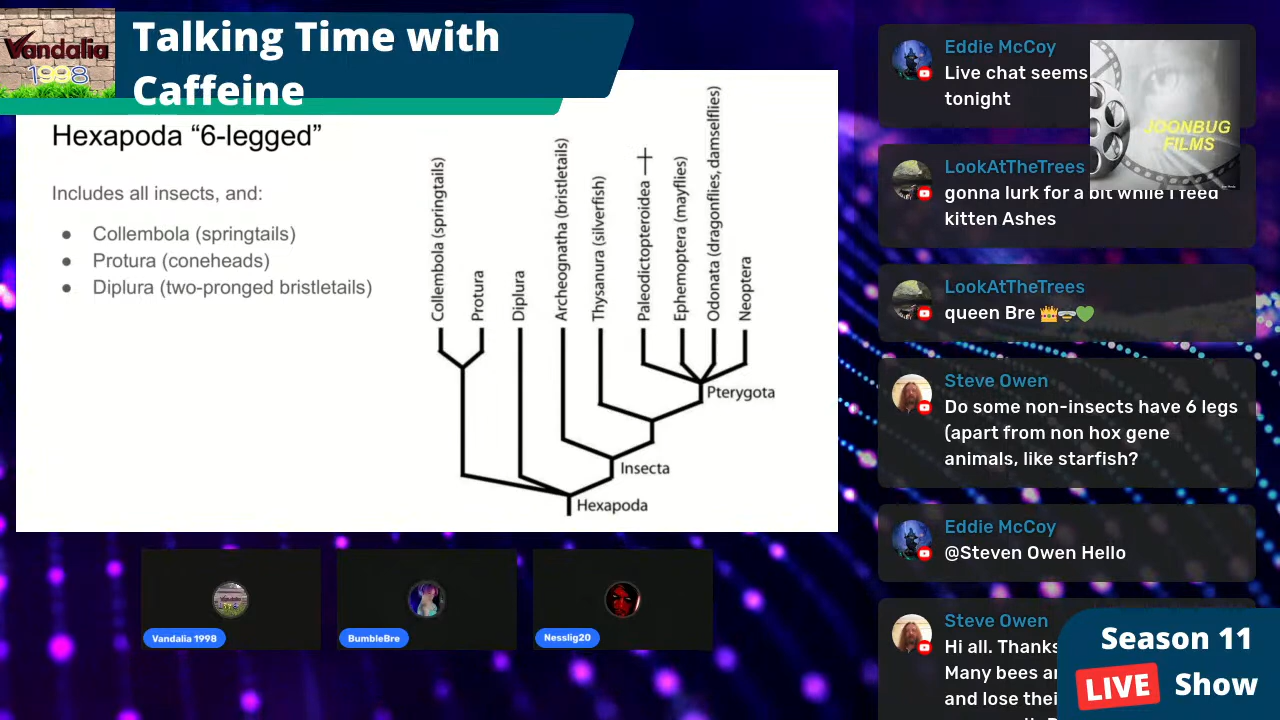 Vandalia
1998
Talking Time with
Caffeine
Hexapoda “6-legged”
Includes all insects, and:
● Collembola (springtails)
● Protura (coneheads)
● Diplura (two-pronged bristletails)
Collembola (springtails)
Protura
Diplura
Archeognatha (bristletails)
Thysanura (silverfish)
Paleodictopteroidea
Ephemoptera (mayflies)
Odonata (dragonflies, damselflies)
Neoptera
Pterygota
Insecta
Hexapoda
Vandalia 1998
BumbleBre
Nesslig20
Eddie McCoy
Live chat seems
tonight
JOONBUG
FILMS
LookAtTheTrees
gonna lurk for a bit while I feed
kitten Ashes
LookAtTheTrees
queen Bre 👑🐝💚
Steve Owen
Do some non-insects have 6 legs
(apart from non hox gene
animals, like starfish?
Eddie McCoy
@Steven Owen Hello
Steve Owen
Hi all. Thanks
Many bees
and lose
Season 11
LIVE Show